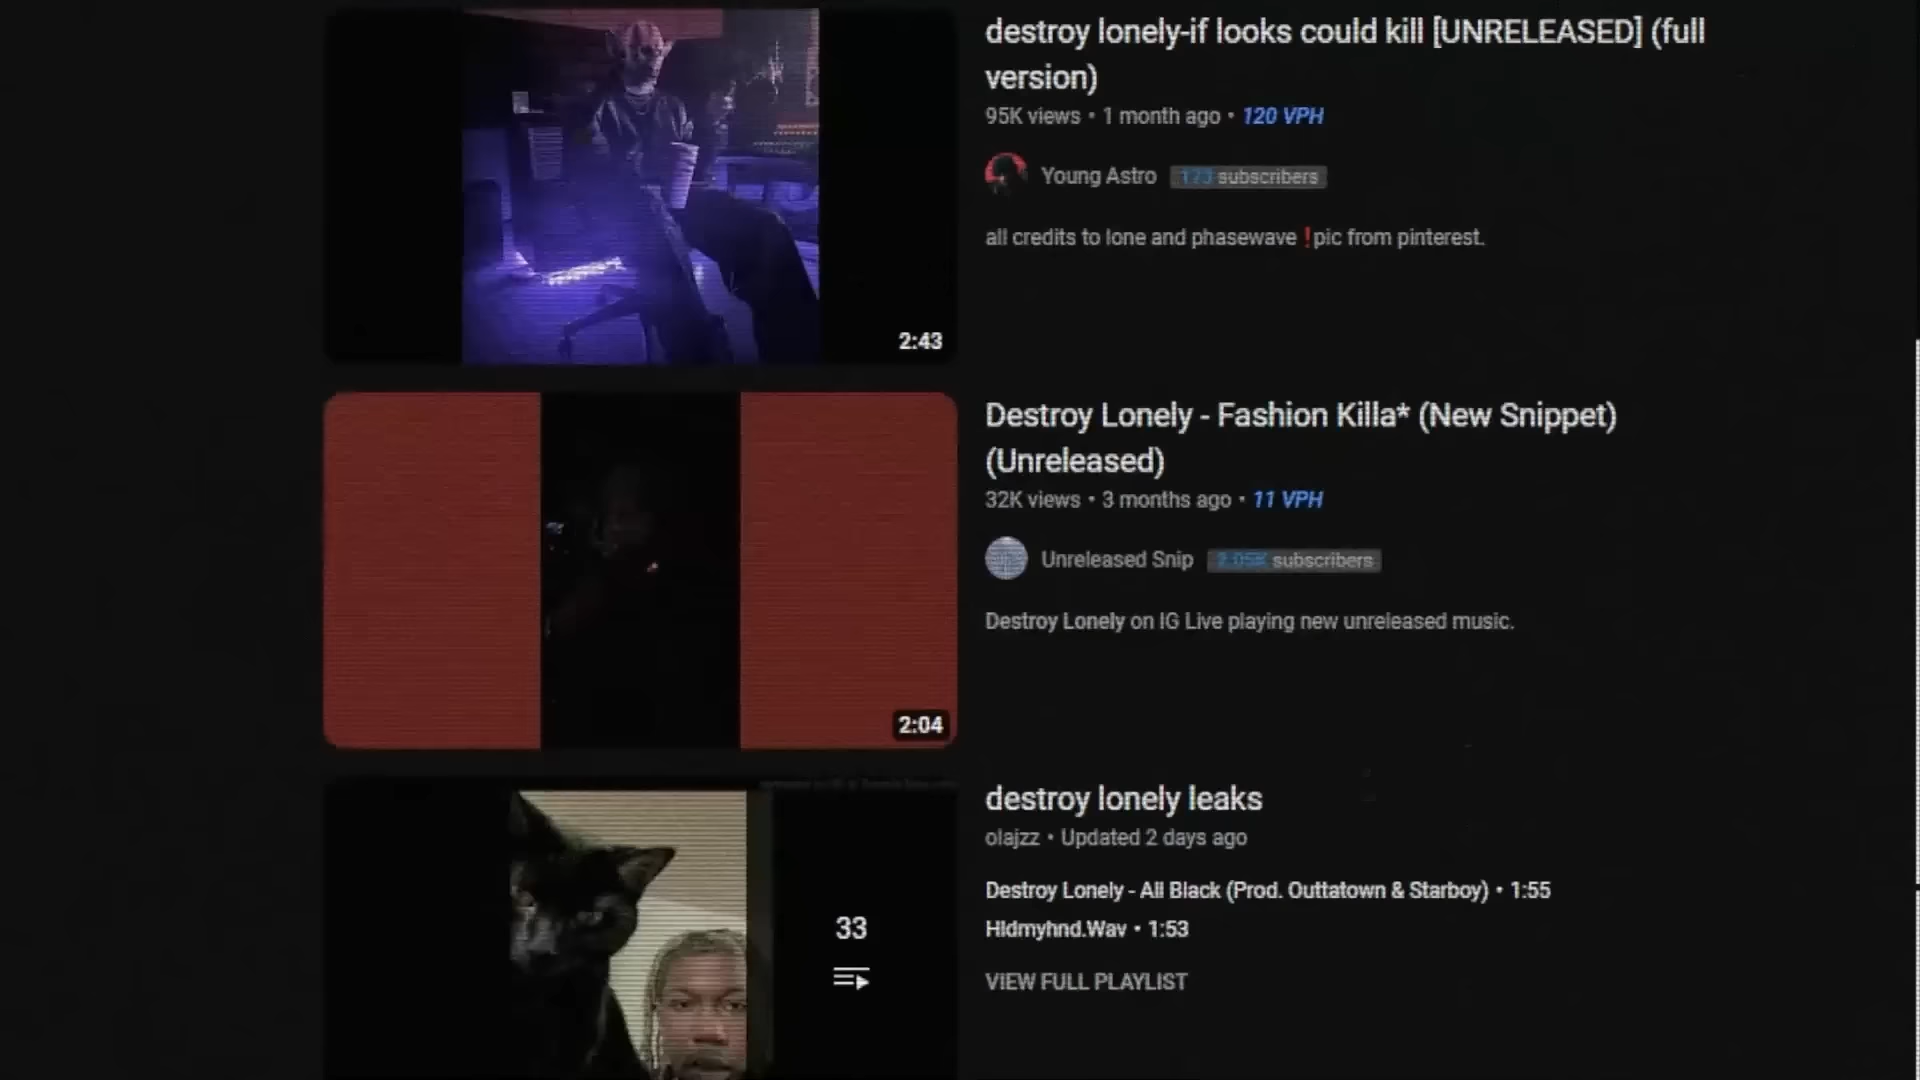 destroy lonely-if looks could kill [UNRELEASED] (full
version)
95K views • 1 month ago • 120 VPH
Young Astro 123 subscribers
all credits to lone and phasewave ❗pic from pinterest.
2:43
Destroy Lonely - Fashion Killa* (New Snippet)
(Unreleased)
32K views • 3 months ago • 11 VPH
Unreleased Snip 2.05K subscribers
Destroy Lonely on IG Live playing new unreleased music.
2:04
destroy lonely leaks
olajzz • Updated 2 days ago
Destroy Lonely - All Black (Prod. Outtatown & Starboy) • 1:55
Hldmyhnd.Wav • 1:53
33
VIEW FULL PLAYLIST